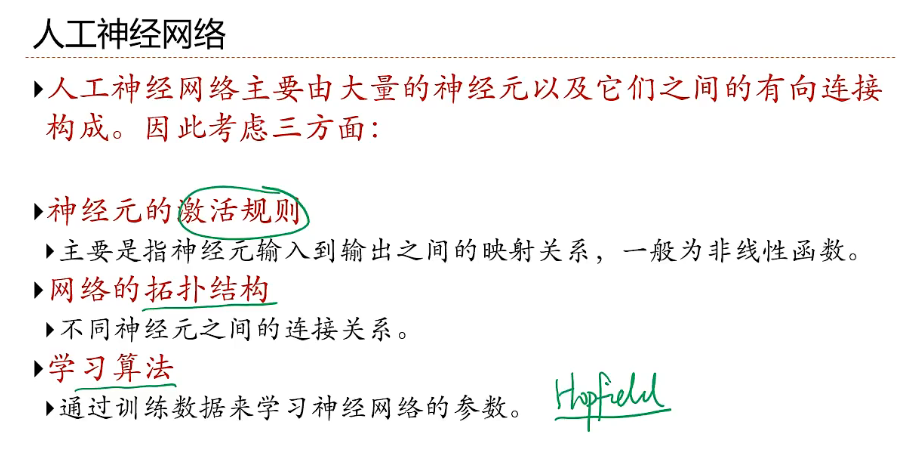 人工神经网络
人工神经网络主要由大量的神经元以及它们之间的有向连接
构成。因此考虑三方面：
神经元的激活规则
主要是指神经元输入到输出之间的映射关系，一般为非线性函数。
网络的拓扑结构
不同神经元之间的连接关系。
学习算法
通过训练数据来学习神经网络的参数。
Hopfield